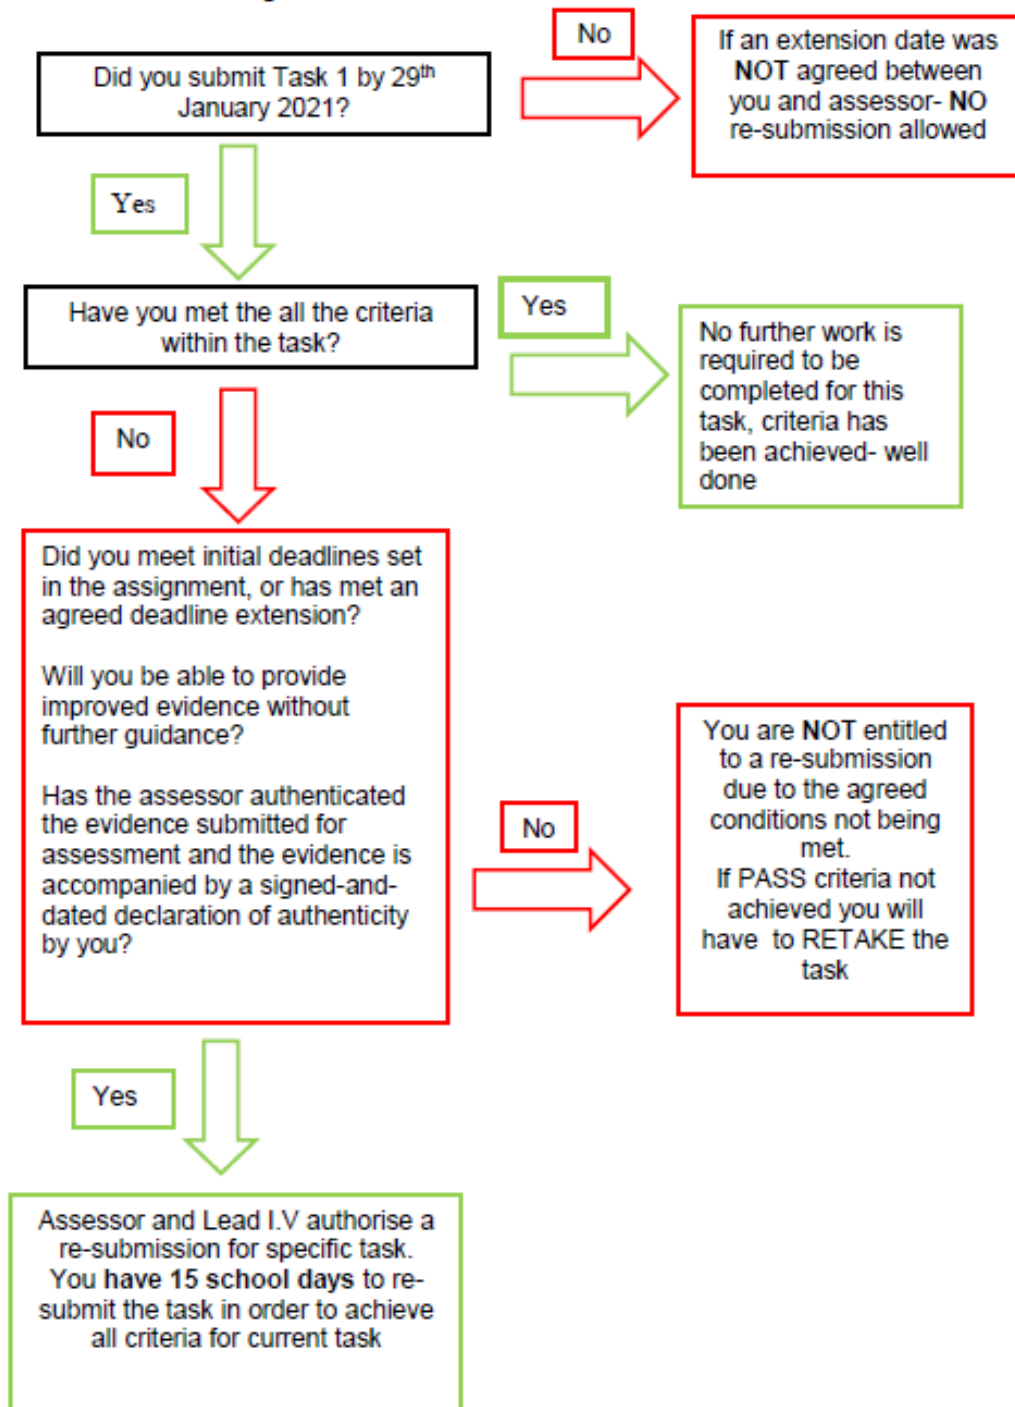 Did you submit Task 1 by 29th
January 2021?
No
If an extension date was
NOT agreed between
you and assessor- NO
re-submission allowed
Yes
Have you met the all the criteria
within the task?
Yes
No further work is
required to be
completed for this
task, criteria has
been achieved- well
done
No
Did you meet initial deadlines set
in the assignment, or has met an
agreed deadline extension?
Will you be able to provide
improved evidence without
further guidance?
Has the assessor authenticated
the evidence submitted for
assessment and the evidence is
accompanied by a signed-and-
dated declaration of authenticity
by you?
No
You are NOT entitled
to a re-submission
due to the agreed
conditions not being
met.
If PASS criteria not
achieved you will
have to RETAKE the
task
Yes
Assessor and Lead I.V authorise a
re-submission for specific task.
You have 15 school days to re-
submit the task in order to achieve
all criteria for current task